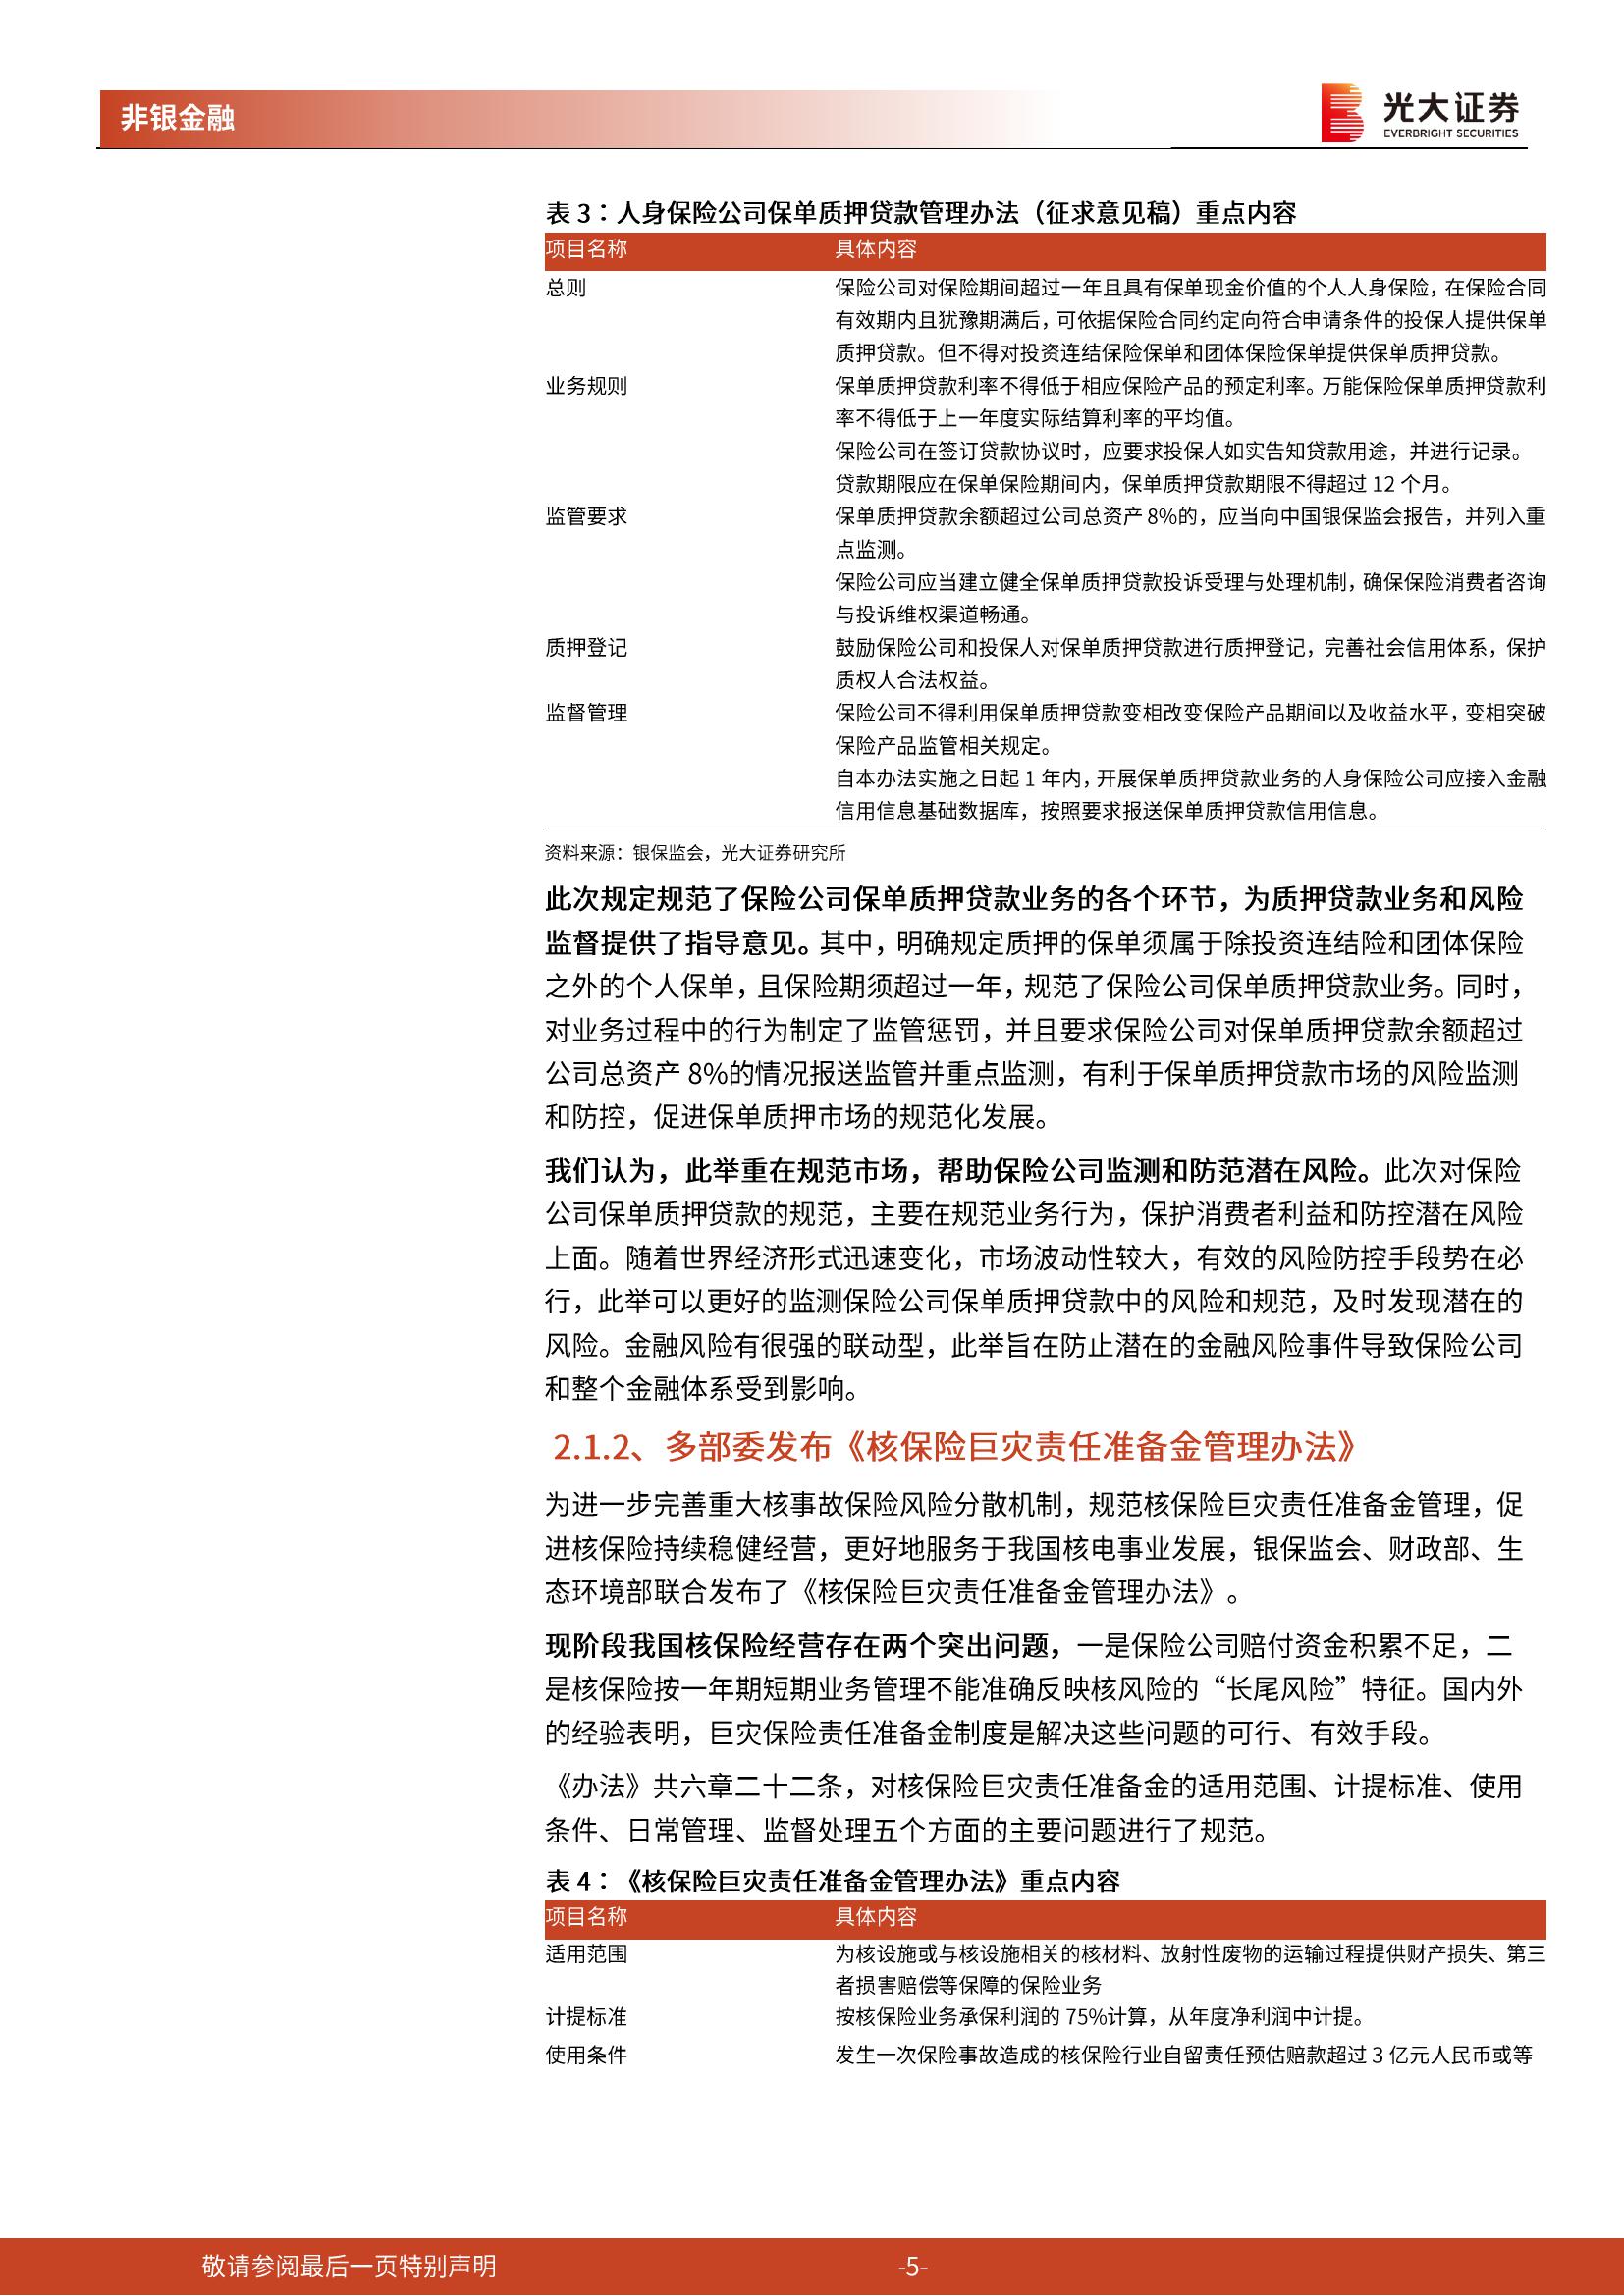 非银金融
光大证券
EVERBRIGHT SECURITIES
表 3：人身保险公司保单质押贷款管理办法（征求意见稿）重点内容
项目名称 具体内容
总则 保险公司对保险期间超过一年且具有保单现金价值的个人人身保险，在保险合同
有效期内且犹豫期满后，可依据保险合同约定向符合申请条件的投保人提供保单
质押贷款。但不得对投资连结保险保单和团体保险保单提供保单质押贷款。
业务规则 保单质押贷款利率不得低于相应保险产品的预定利率。万能保险保单质押贷款利
率不得低于上一年度实际结算利率的平均值。
保险公司在签订贷款协议时，应要求投保人如实告知贷款用途，并进行记录。
贷款期限应在保单保险期间内，保单质押贷款期限不得超过 12 个月。
监管要求 保单质押贷款余额超过公司总资产 8%的，应当向中国银保监会报告，并列入重
点监测。
保险公司应当建立健全保单质押贷款投诉受理与处理机制，确保保险消费者咨询
与投诉维权渠道畅通。
质押登记 鼓励保险公司和投保人对保单质押贷款进行质押登记，完善社会信用体系，保护
质权人合法权益。
监督管理 保险公司不得利用保单质押贷款变相改变保险产品期间以及收益水平，变相突破
保险产品监管相关规定。
自本办法实施之日起 1 年内，开展保单质押贷款业务的人身保险公司应接入金融
信用信息基础数据库，按照要求报送保单质押贷款信用信息。
资料来源：银保监会，光大证券研究所
此次规定规范了保险公司保单质押贷款业务的各个环节，为质押贷款业务和风险
监督提供了指导意见。其中，明确规定质押的保单须属于除投资连结险和团体保险
之外的个人保单，且保险期须超过一年，规范了保险公司保单质押贷款业务。同时，
对业务过程中的行为制定了监管惩罚，并且要求保险公司对保单质押贷款余额超过
公司总资产 8%的情况报送监管并重点监测，有利于保单质押贷款市场的风险监测
和防控，促进保单质押市场的规范化发展。
我们认为，此举重在规范市场，帮助保险公司监测和防范潜在风险。此次对保险
公司保单质押贷款的规范，主要在规范业务行为，保护消费者利益和防控潜在风险
上面。随着世界经济形式迅速变化，市场波动性较大，有效的风险防控手段势在必
行，此举可以更好的监测保险公司保单质押贷款中的风险和规范，及时发现潜在的
风险。金融风险有很强的联动型，此举旨在防止潜在的金融风险事件导致保险公司
和整个金融体系受到影响。
2.1.2、多部委发布《核保险巨灾责任准备金管理办法》
为进一步完善重大核事故保险风险分散机制，规范核保险巨灾责任准备金管理，促
进核保险持续稳健经营，更好地服务于我国核电事业发展，银保监会、财政部、生
态环境部联合发布了《核保险巨灾责任准备金管理办法》。
现阶段我国核保险经营存在两个突出问题，一是保险公司赔付资金积累不足，二
是核保险按一年期短期业务管理不能准确反映核风险的“长尾风险”特征。国内外
的经验表明，巨灾保险责任准备金制度是解决这些问题的可行、有效手段。
《办法》共六章二十二条，对核保险巨灾责任准备金的适用范围、计提标准、使用
条件、日常管理、监督处理五个方面的主要问题进行了规范。
表 4：《核保险巨灾责任准备金管理办法》重点内容
项目名称 具体内容
适用范围 为核设施或与核设施相关的核材料、放射性废物的运输过程提供财产损失、第三
者损害赔偿等保障的保险业务
计提标准 按核保险业务承保利润的 75%计算，从年度净利润中计提。
使用条件 发生一次保险事故造成的核保险行业自留责任预估赔款超过 3 亿元人民币或等
敬请参阅最后一页特别声明 -5-